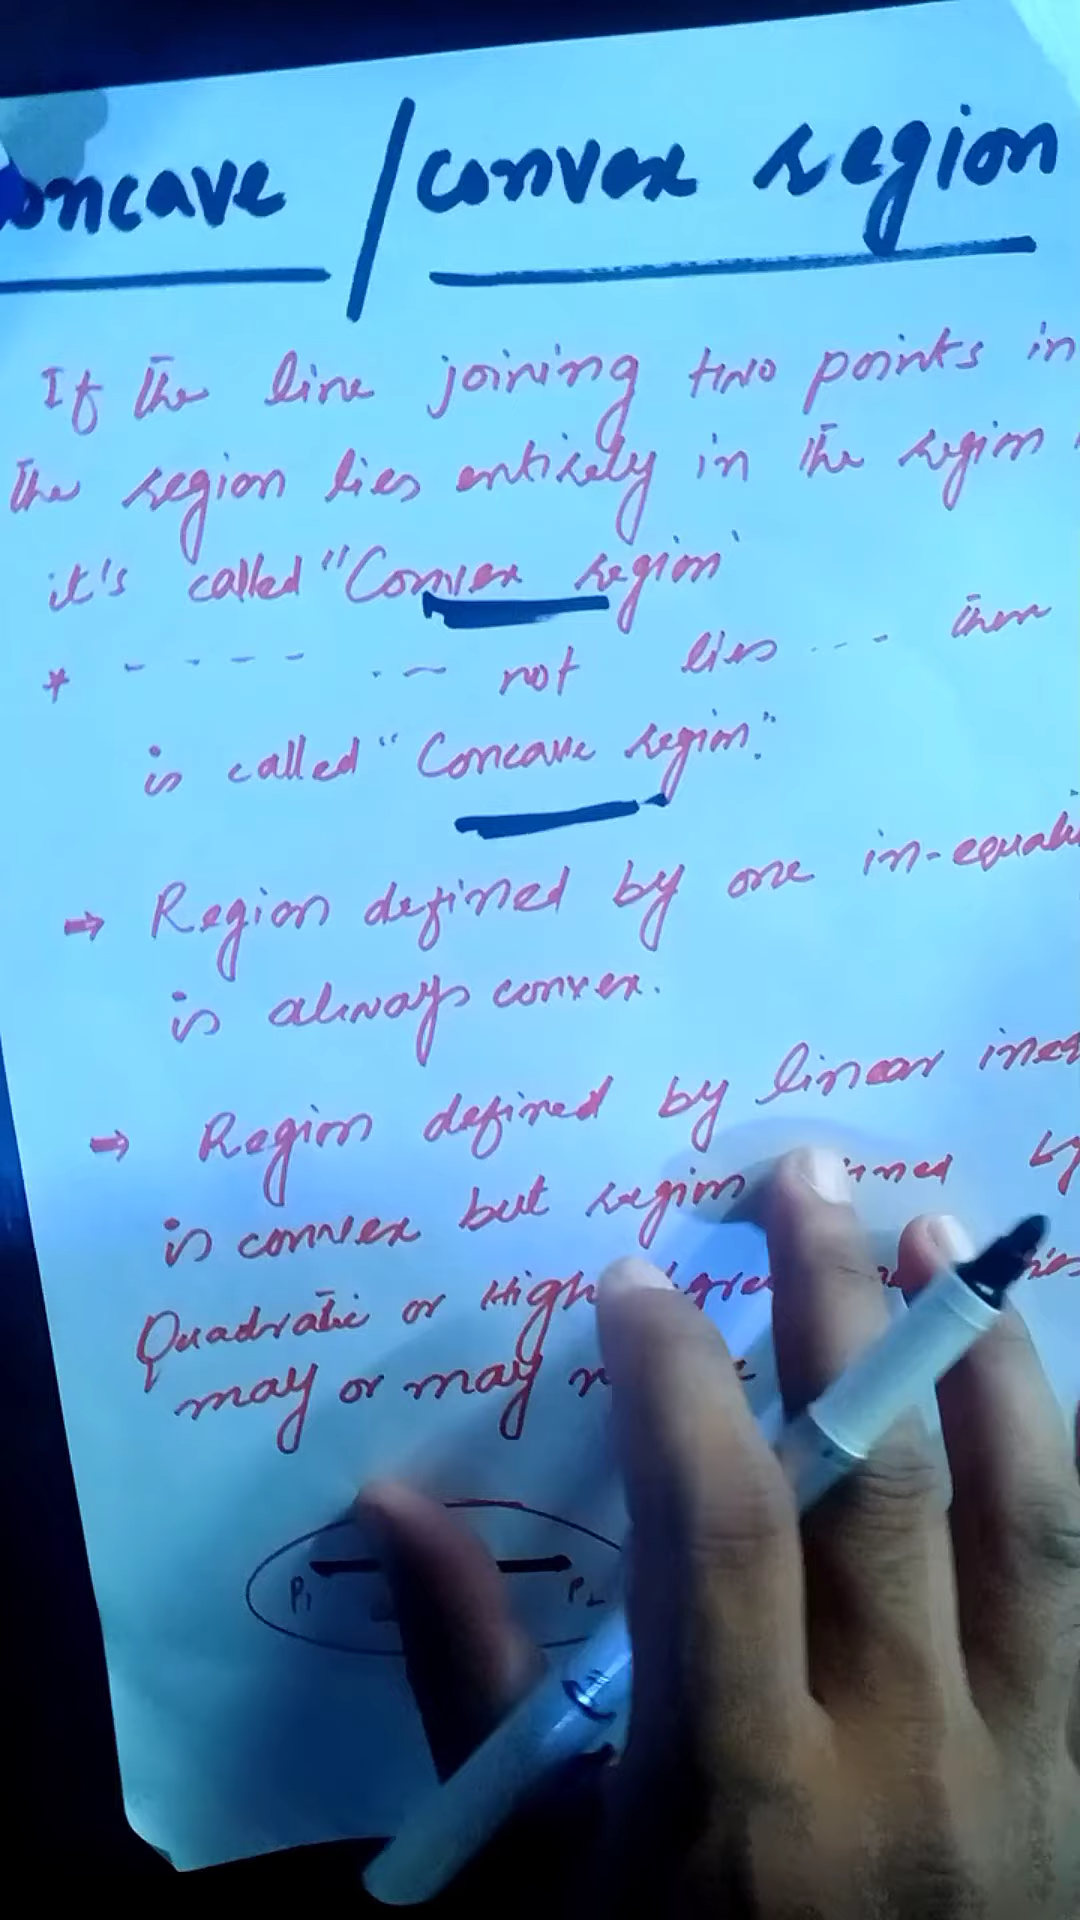 oncave / convex region
If the line joining two points in
the region lies entirely in the region
it's called "Convex region"
* - - - - - - - not lies - - - then
is called "Concave region."
⇒ Region defined by one in-equali
is always convex.
⇒ Region defined by linear ineq
is convex but region by
Quadratic or High
may or may
P₁ P₂